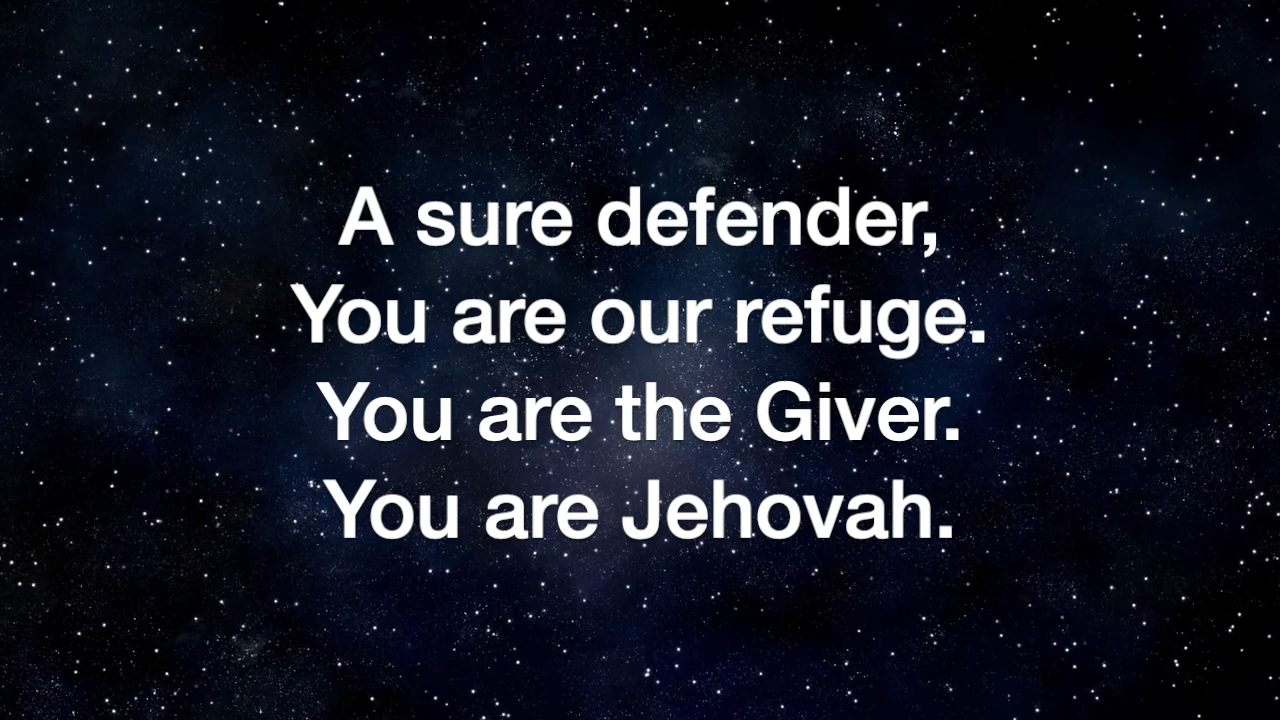 A sure defender,
You are our refuge.
You are the Giver.
You are Jehovah.